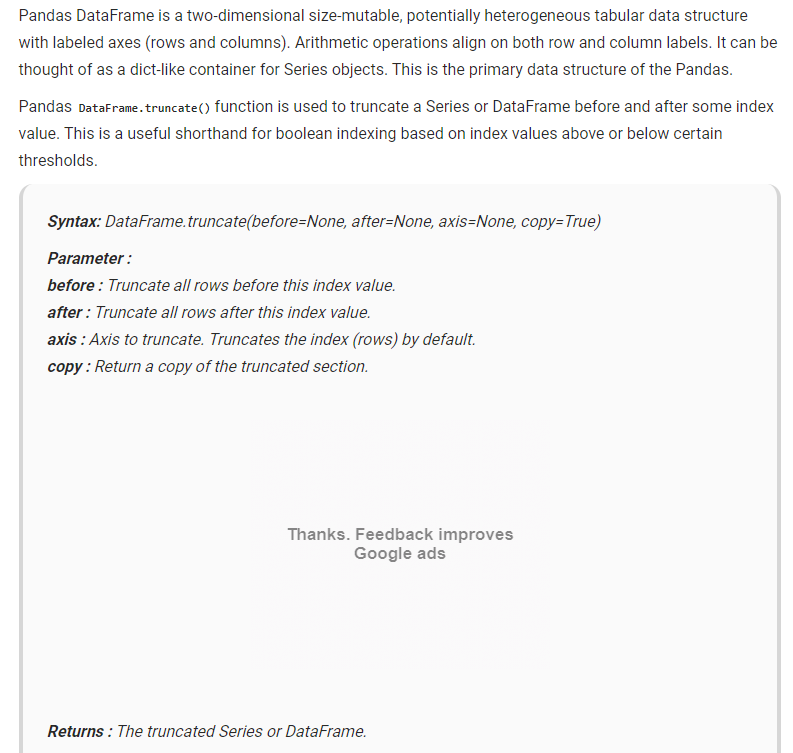 Pandas DataFrame is a two-dimensional size-mutable, potentially heterogeneous tabular data structure
with labeled axes (rows and columns). Arithmetic operations align on both row and column labels. It can be
thought of as a dict-like container for Series objects. This is the primary data structure of the Pandas.
Pandas DataFrame.truncate() function is used to truncate a Series or DataFrame before and after some index
value. This is a useful shorthand for boolean indexing based on index values above or below certain
thresholds.
Syntax: DataFrame.truncate(before=None, after=None, axis=None, copy=True)
Parameter :
before : Truncate all rows before this index value.
after : Truncate all rows after this index value.
axis : Axis to truncate. Truncates the index (rows) by default.
copy : Return a copy of the truncated section.
Thanks. Feedback improves
Google ads
Returns : The truncated Series or DataFrame.